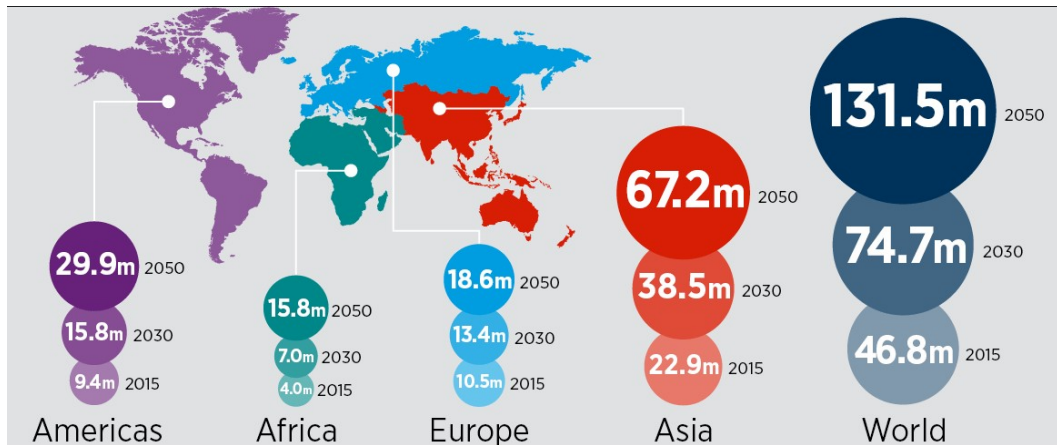 29.9m 2050
15.8m 2030
9.4m 2015
Americas
15.8m 2050
7.0m 2030
4.0m 2015
Africa
18.6m 2050
13.4m 2030
10.5m 2015
Europe
67.2m 2050
38.5m 2030
22.9m 2015
Asia
131.5m 2050
74.7m 2030
46.8m 2015
World